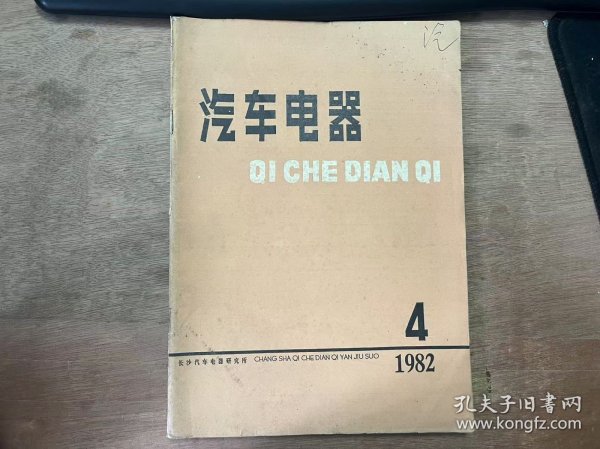 汽
汽车电器
QI CHE DIAN QI
4
长沙汽车电器研究所 CHANG SHA QI CHE DIAN QI YAN JIU SUO
1982
孔夫子旧书网
www.kongfz.com